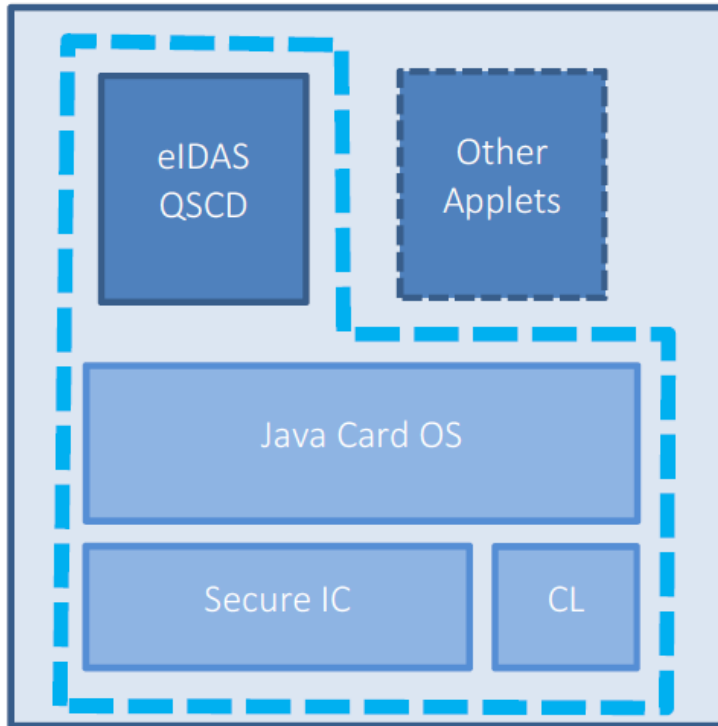 eIDAS
QSCD
Other
Applets
Java Card OS
Secure IC
CL